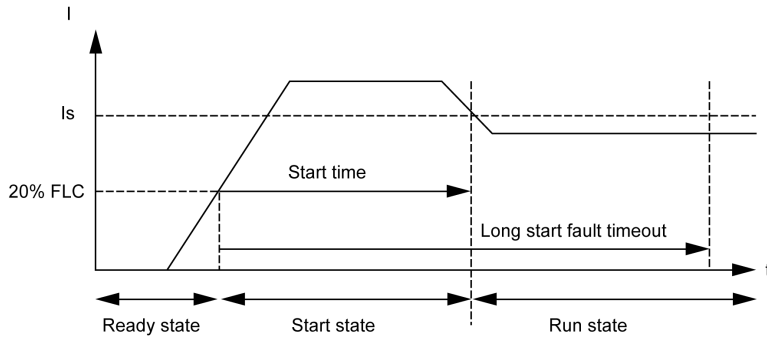 I
Is
Start time
20% FLC
Long start fault timeout
t
Ready state
Start state
Run state